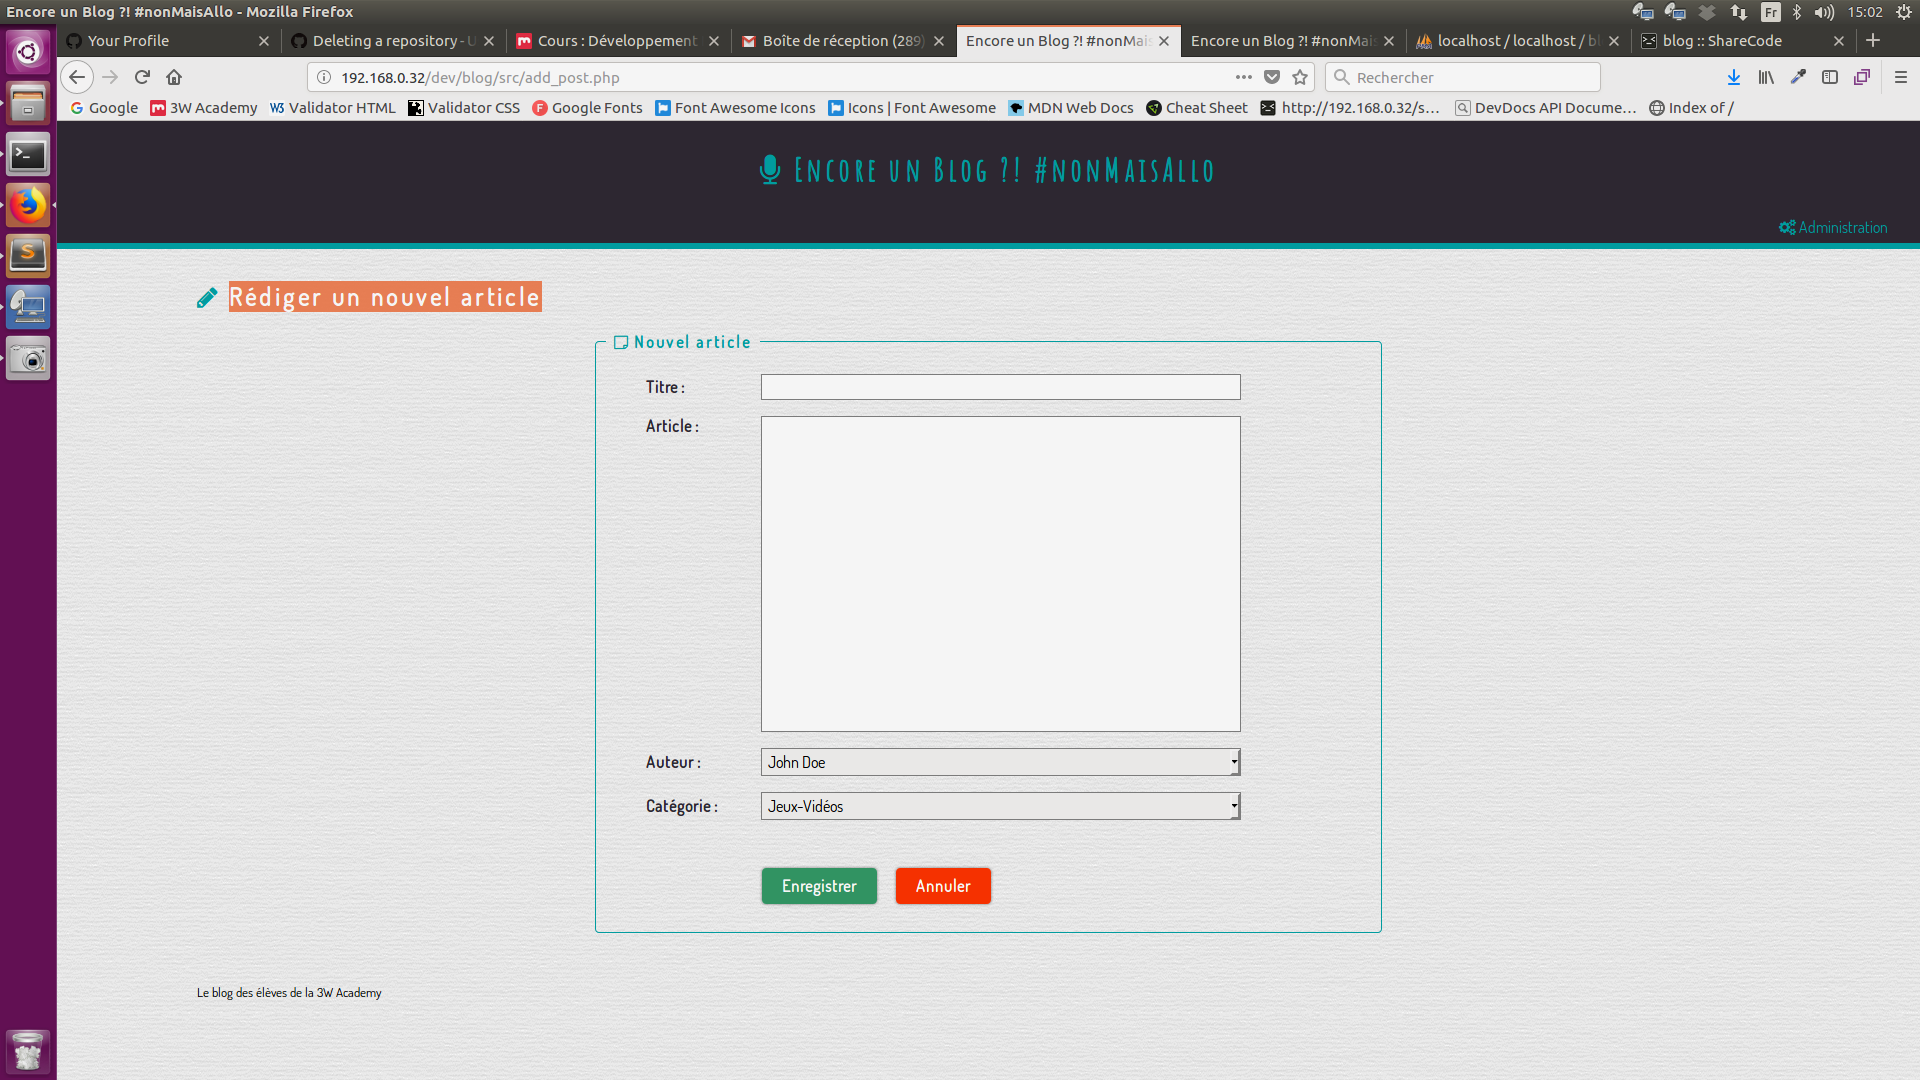 Encore un Blog ?! #nonMaisAllo - Mozilla Firefox
Fr
15:02
Your Profile
Deleting a repository - U
Cours : Développement
Boîte de réception (289)
Encore un Blog ?! #nonMais
Encore un Blog ?! #nonMais
localhost / localhost / bl
blog :: ShareCode
192.168.0.32/dev/blog/src/add_post.php
Rechercher
Google
3W Academy
Validator HTML
Validator CSS
Google Fonts
Font Awesome Icons
Icons | Font Awesome
MDN Web Docs
Cheat Sheet
http://192.168.0.32/s...
DevDocs API Docume...
Index of /
Encore un Blog ?! #nonMaisAllo
Administration
Rédiger un nouvel article
Nouvel article
Titre :
Article :
Auteur :
John Doe
Catégorie :
Jeux-Vidéos
Enregistrer
Annuler
Le blog des élèves de la 3W Academy